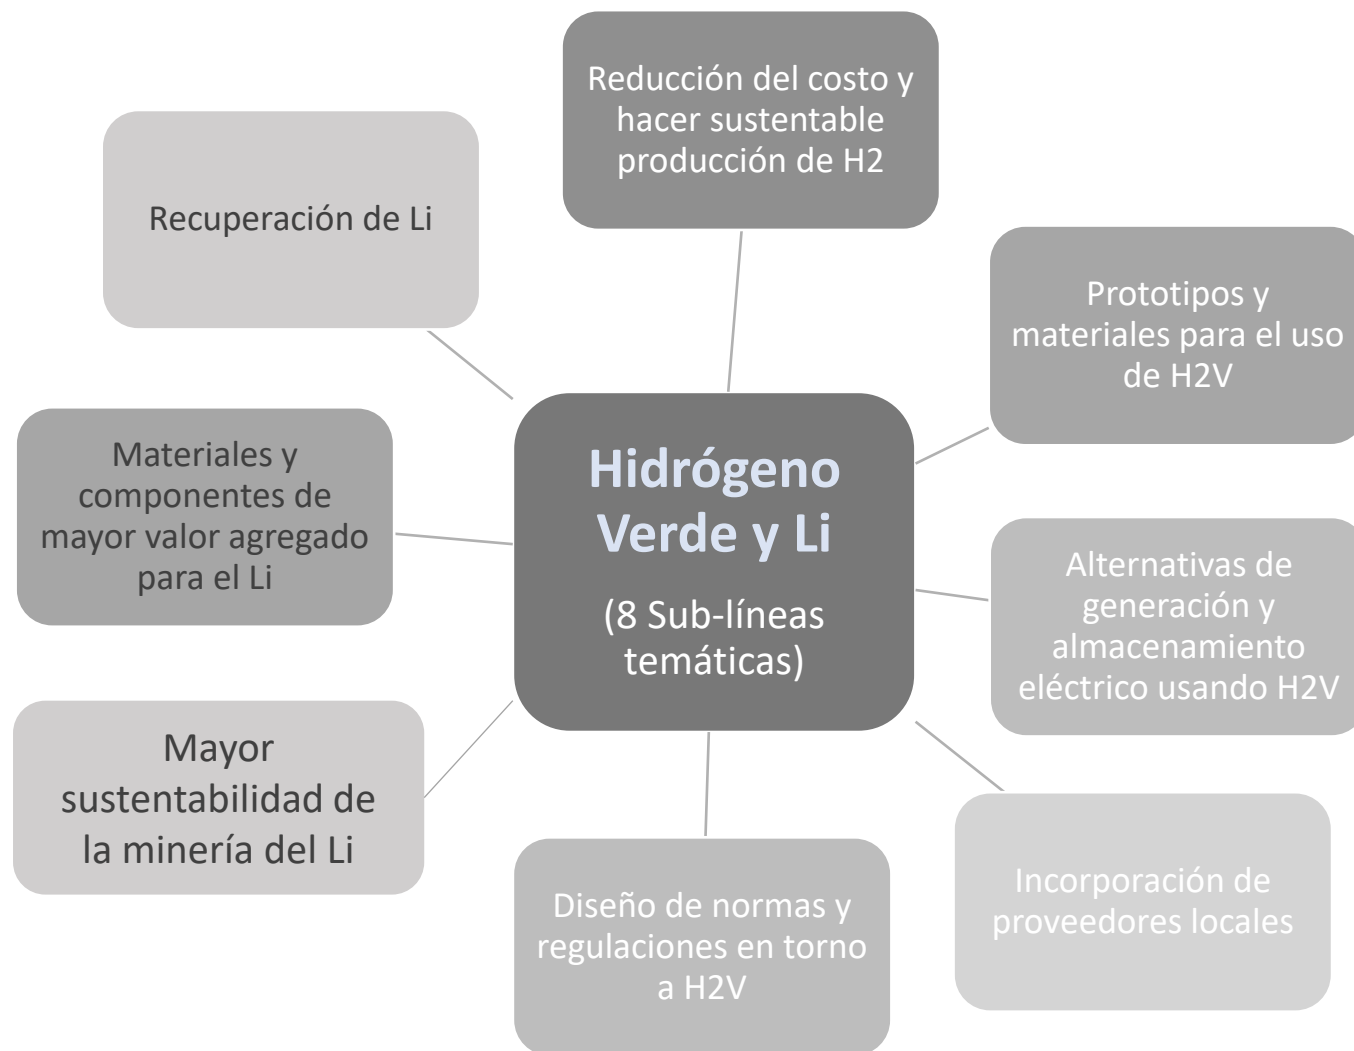 Reducción del costo y
hacer sustentable
producción de H2
Recuperación de Li
Prototipos y
materiales para el uso
de H2V
Hidrógeno
Verde y Li
(8 Sub-líneas
temáticas)
Materiales y
componentes de
mayor valor agregado
para el Li
Alternativas de
generación y
almacenamiento
eléctrico usando H2V
Mayor
sustentabilidad de
la minería del Li
Incorporación de
proveedores locales
Diseño de normas y
regulaciones en torno
a H2V